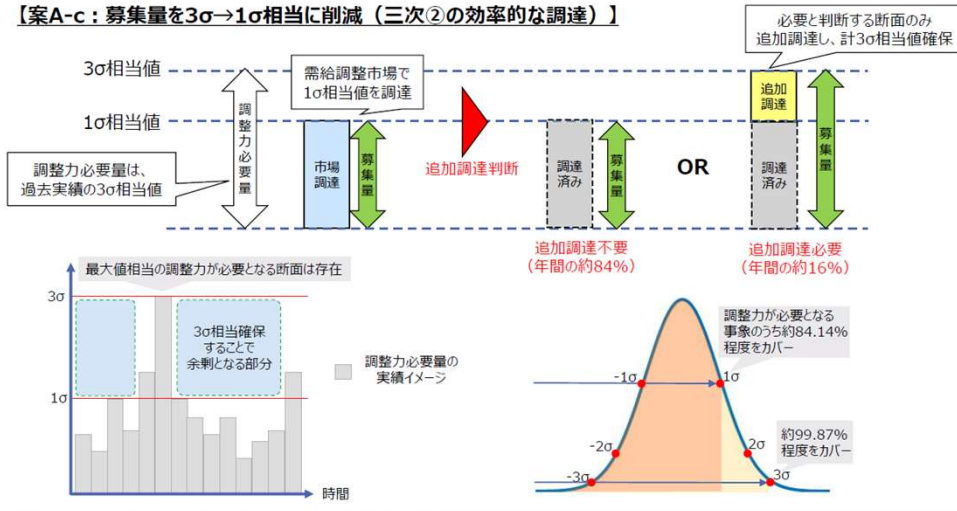 【案A-c：募集量を3σ→1σ相当に削減（三次②の効率的な調達）】
必要と判断する断面のみ
追加調達し、計3σ相当値確保
3σ相当値
需給調整市場で
1σ相当値を調達
1σ相当値
調整力必要量は、
過去実績の3σ相当値
調整力必要量
市場
調達
募集量
追加調達判断
調達
済み
募集量
OR
追加
調達
調達
済み
募集量
追加調達不要
（年間の約84%）
追加調達必要
（年間の約16%）
最大値相当の調整力が必要となる断面は存在
3σ
3σ相当確保
することで
余剰となる部分
1σ
調整力必要量の
実績イメージ
時間
調整力が必要となる
事象のうち約84.14%
程度をカバー
-1σ
1σ
約99.87%
程度をカバー
-2σ
2σ
-3σ
3σ